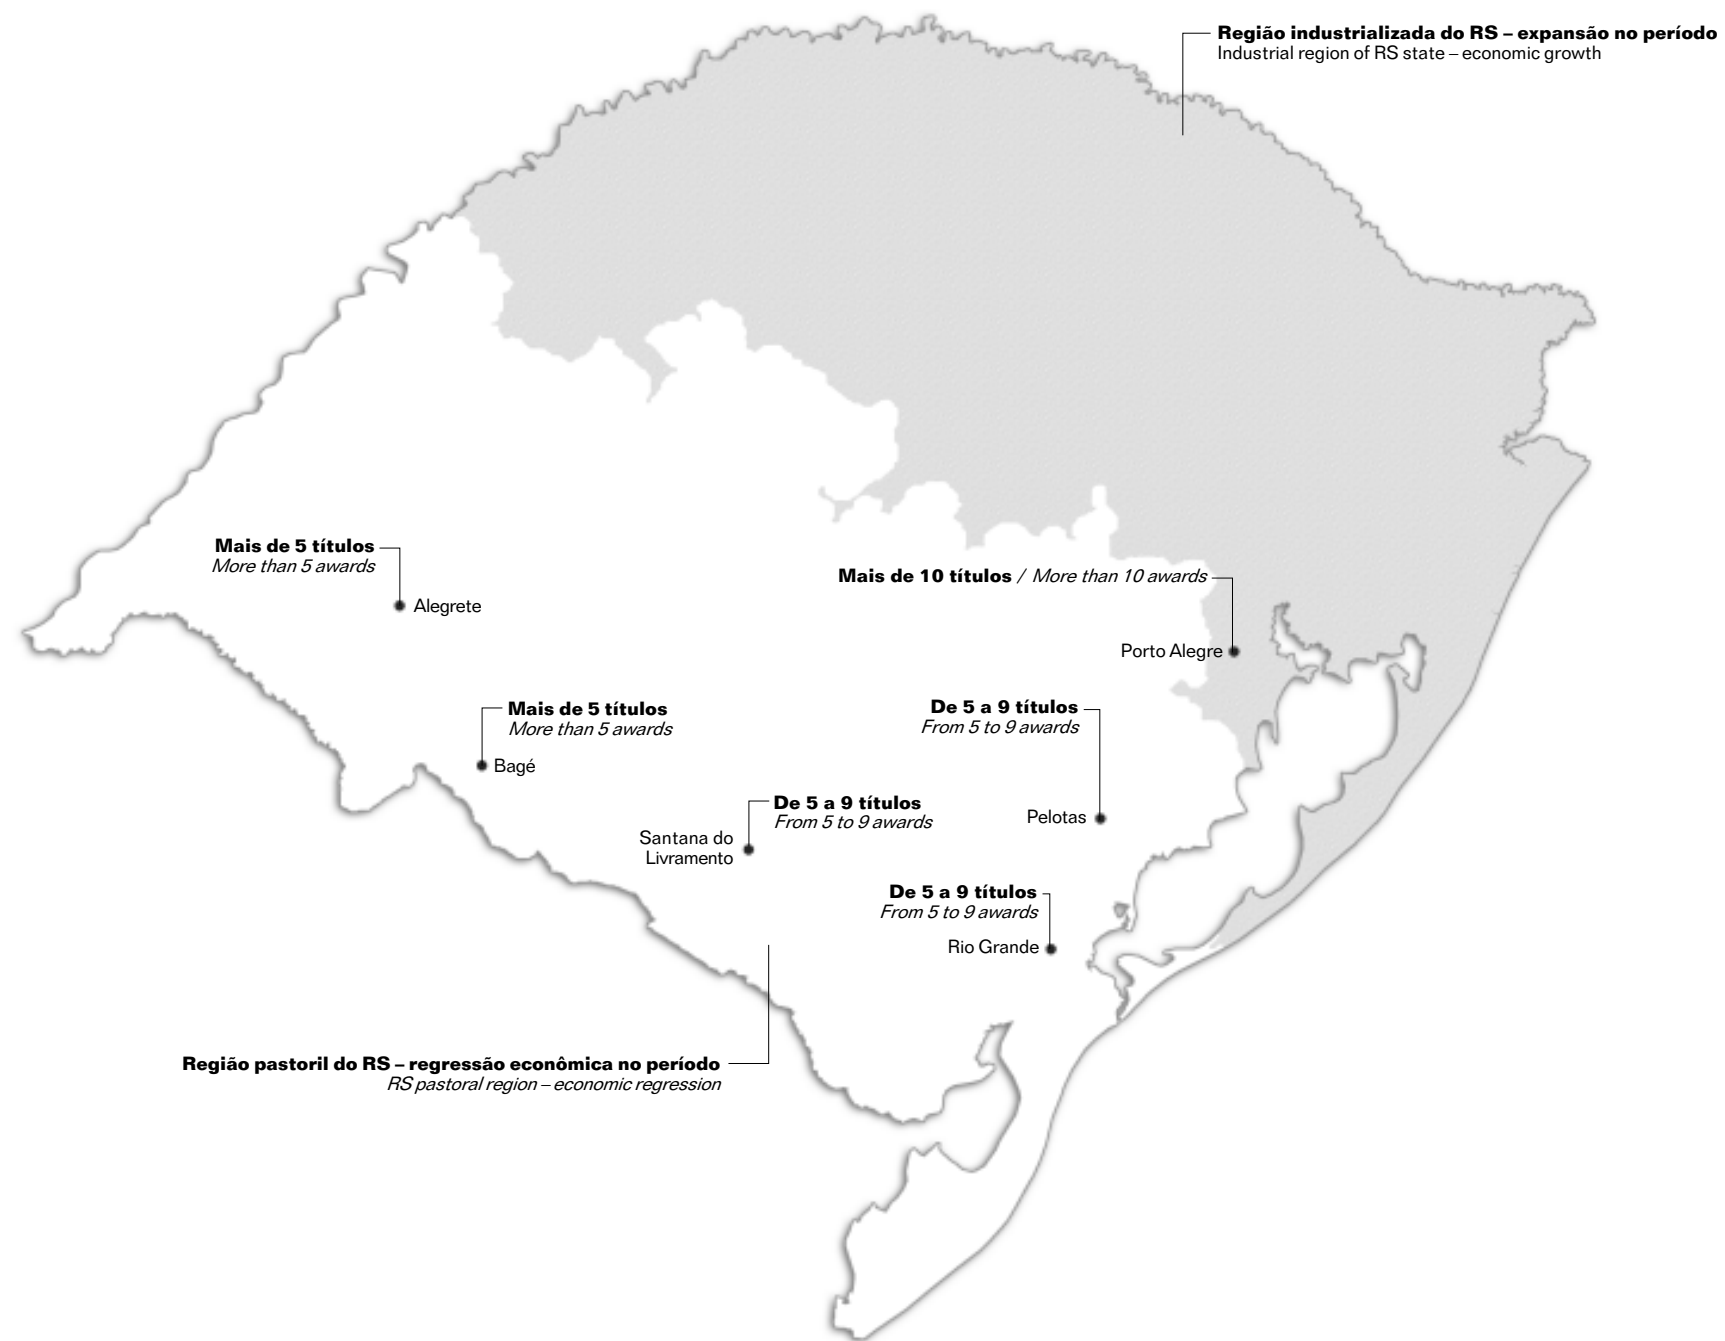 Região industrializada do RS – expansão no período
Industrial region of RS state – economic growth
Mais de 5 títulos
More than 5 awards
Alegrete
Mais de 10 títulos / More than 10 awards
Porto Alegre
Mais de 5 títulos
More than 5 awards
Bagé
De 5 a 9 títulos
From 5 to 9 awards
Pelotas
De 5 a 9 títulos
From 5 to 9 awards
Santana do
Livramento
De 5 a 9 títulos
From 5 to 9 awards
Rio Grande
Região pastoril do RS – regressão econômica no período
RS pastoral region – economic regression